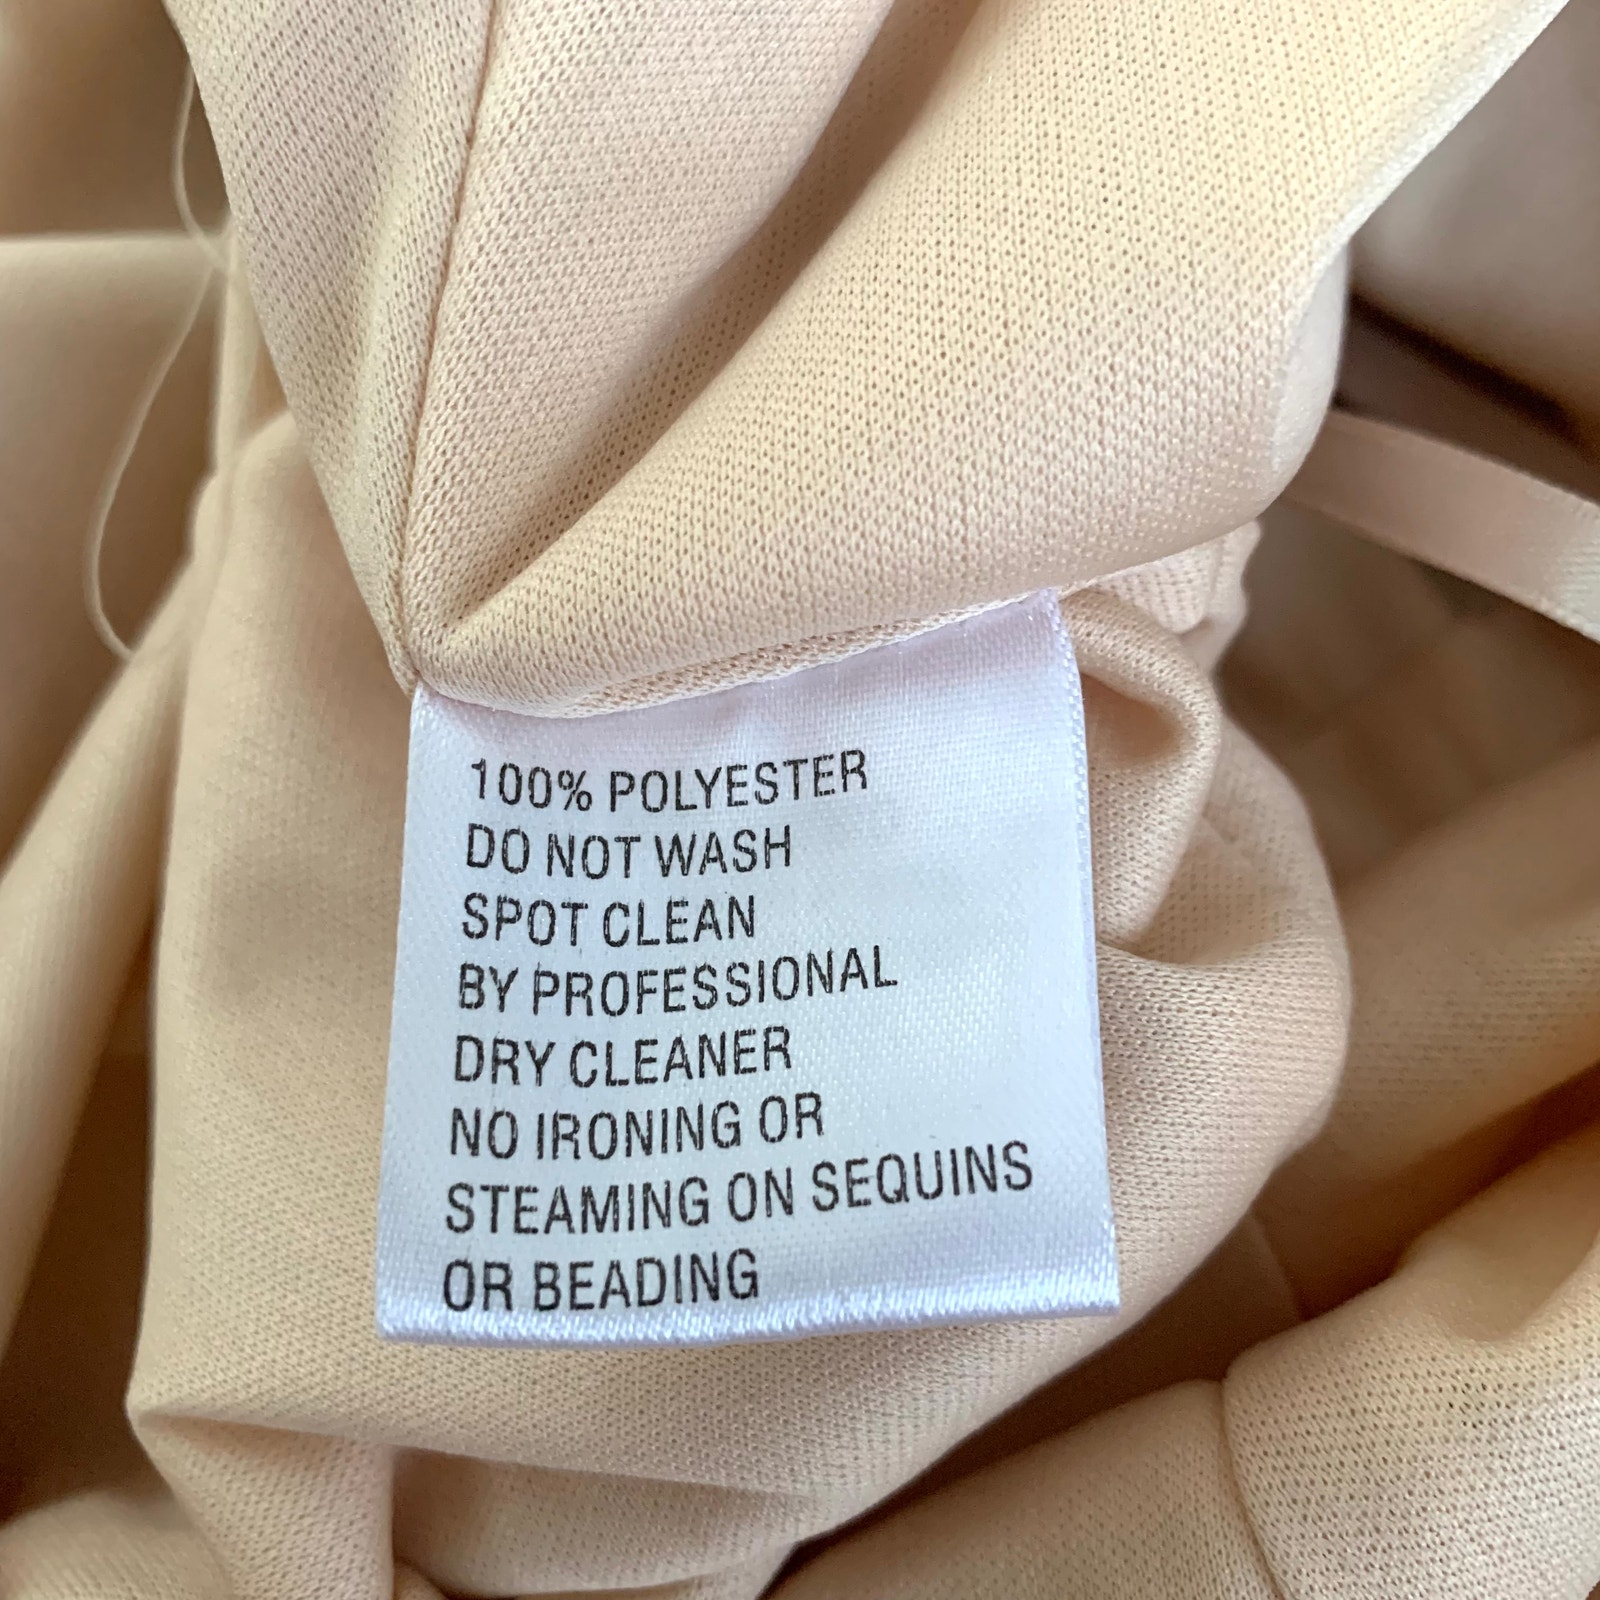 100% POLYESTER
DO NOT WASH
SPOT CLEAN
BY PROFESSIONAL
DRY CLEANER
NO IRONING OR
STEAMING ON SEQUINS
OR BEADING